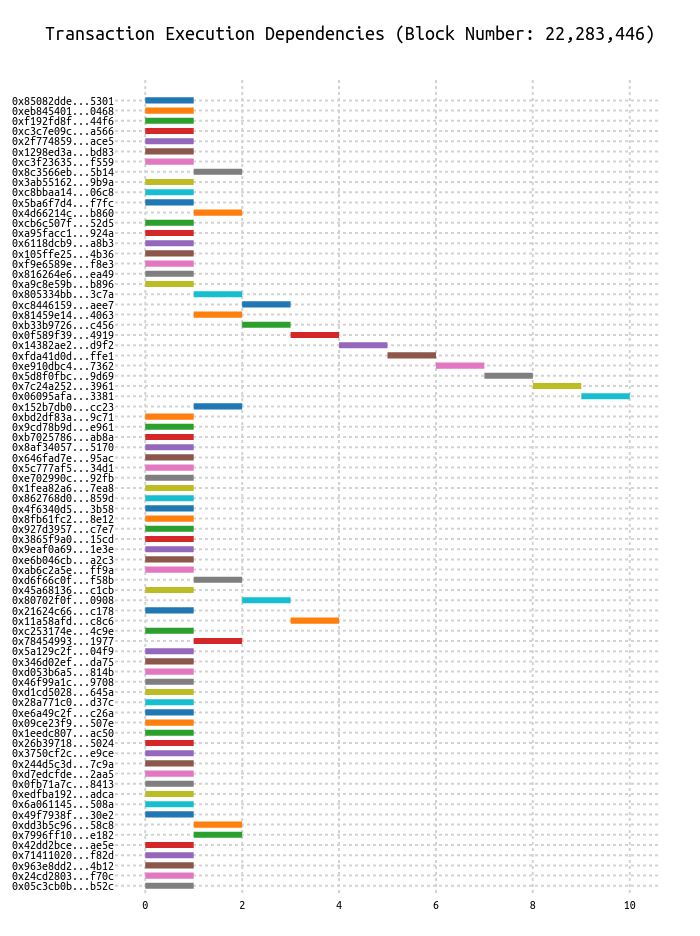 Transaction Execution Dependencies (Block Number: 22,283,446)
0x85082dde...5301
0xeb845401...0468
0xf192fd8f...44f6
0xc3c7e09c...a566
0x2f774859...ace5
0x1298ed3a...bd83
0xc3f23635...f559
0x8c3566eb...5b14
0x3ab55162...9b9a
0xc8bbaa14...06c8
0x5ba6f7d4...f7fc
0x4d66214c...b860
0xcb6c507f...52d5
0xa95facc1...924a
0x6118dcb9...a8b3
0x105ffe25...4b36
0xf9e6589e...f8e3
0x816264e6...ea49
0xa9c8e59b...b896
0x805334bb...3c7a
0xc8446159...aee7
0x81459e14...4063
0xb33b9726...c456
0x0f589f39...4919
0x14382ae2...d9f2
0xfda41d0d...ffe1
0xe910dbc4...7362
0x5d8f0fbc...9d69
0x7c24a252...3961
0x06095afa...3381
0x152b7db0...cc23
0xbd2df83a...9c71
0x9cd78b9d...e961
0xb7025786...ab8a
0x8af34057...5170
0x646fad7e...95ac
0x5c777af5...34d1
0xe702990c...92fb
0x1fea82a6...7ea8
0x862768d0...859d
0x4f6340d5...3b58
0x8fb61fc2...8e12
0x927d3957...c7e7
0x3865f9a0...15cd
0x9eaf0a69...1e3e
0xe6b046cb...a2c3
0xab6c2a5e...ff9a
0xd6f66c0f...f58b
0x45a68136...c1cb
0x80702f0f...0908
0x21624c66...c178
0x11a58afd...c8c6
0xc253174e...4c9e
0x78454993...1977
0x5a129c2f...04f9
0x346d02ef...da75
0xd053b6a5...814b
0x46f99a1c...9708
0xd1cd5028...645a
0x28a771c0...d37c
0xe6a49c2f...c26a
0x09ce23f9...507e
0x1eedc807...ac50
0x26b39718...5024
0x3750cf2c...e9ce
0x244d5c3d...7c9a
0xd7edcfde...2aa5
0x0fb71a7c...8413
0xedfba192...adca
0x6a061145...508a
0x49f7938f...30e2
0xdd3b5c96...58c8
0x7996ff10...e182
0x42dd2bce...ae5e
0x71411020...f82d
0x963e8dd2...4b12
0x24cd2803...f70c
0x05c3cb0b...b52c
0 2 4 6 8 10